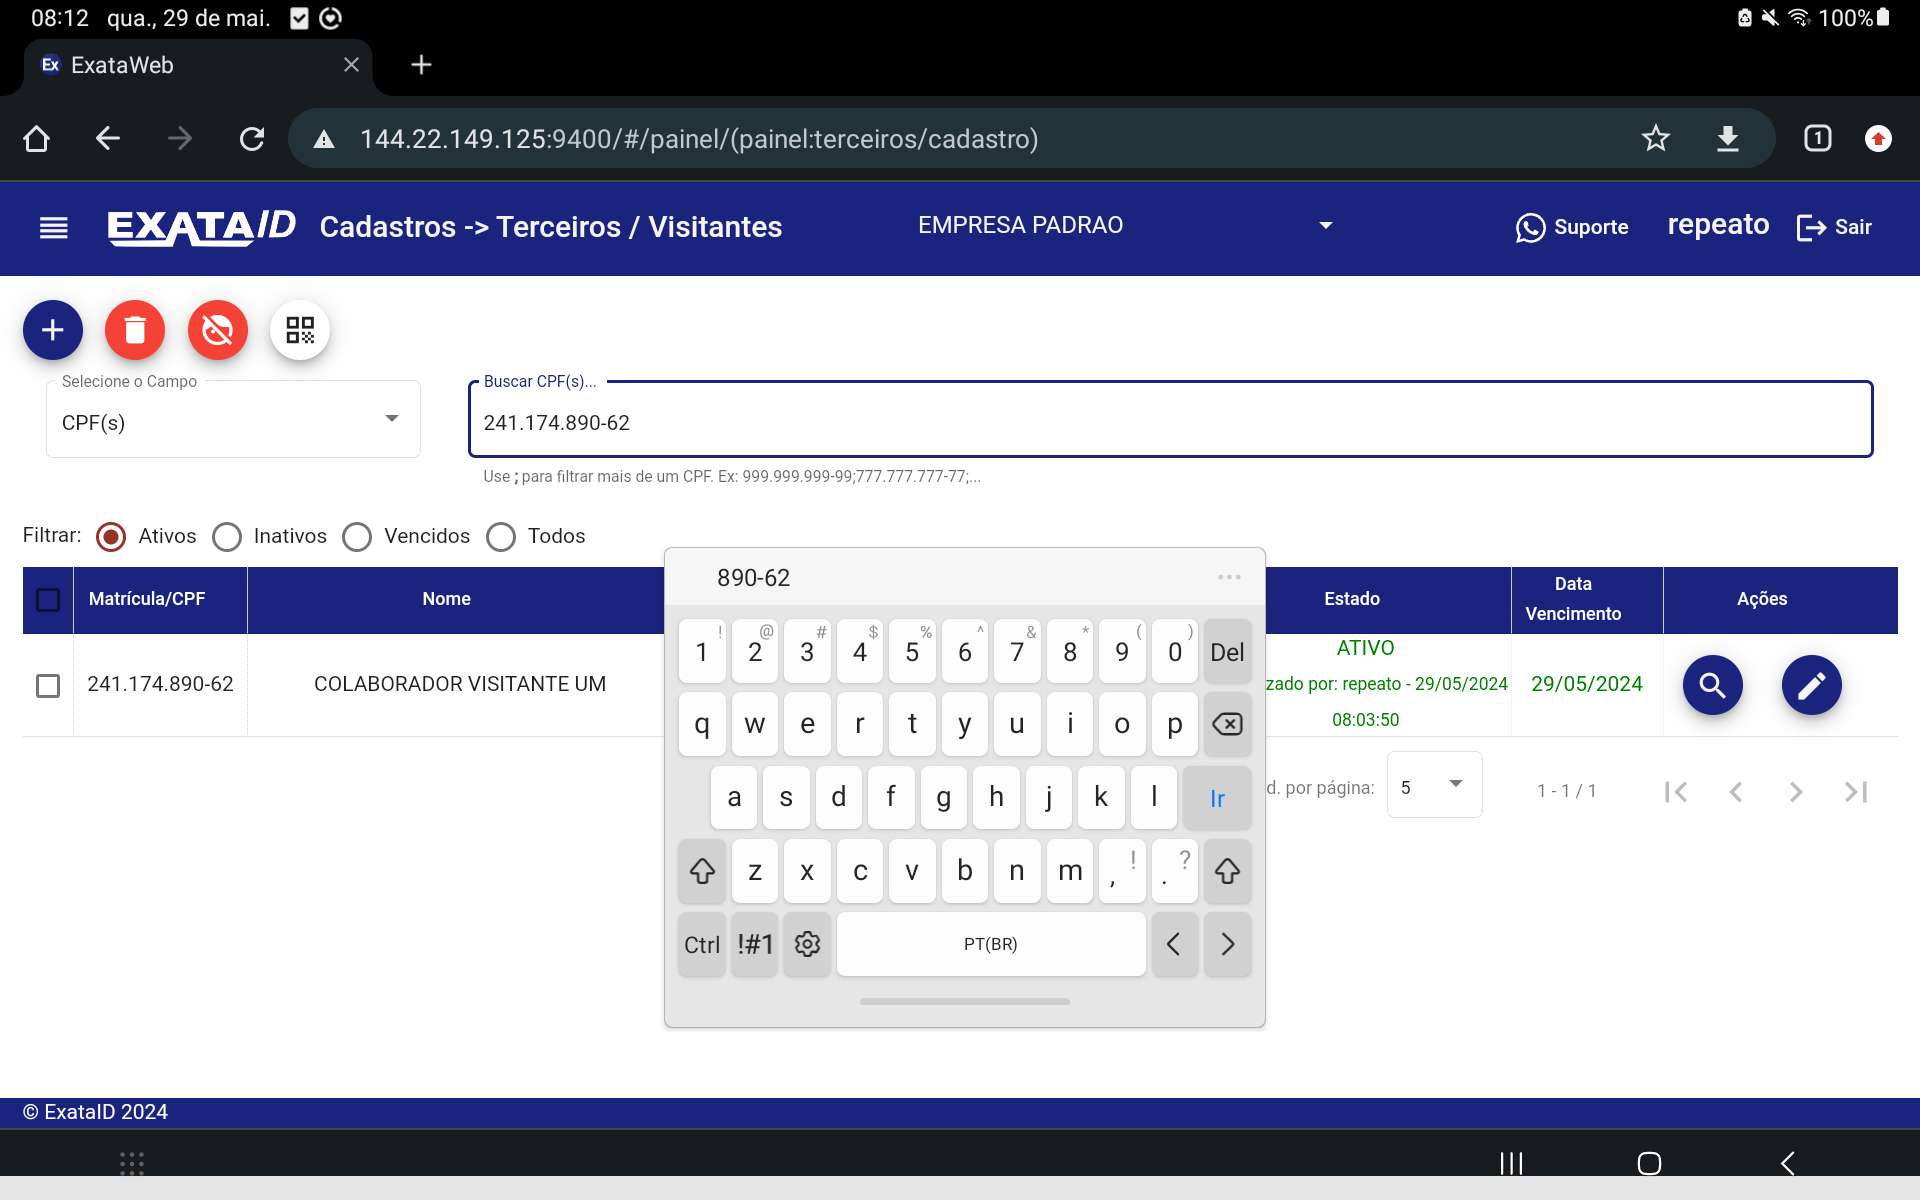 08:12 qua., 29 de mai. 100%
Ex ExataWeb
144.22.149.125:9400/#/painel/(painel:terceiros/cadastro) 1
EXATAID Cadastros -> Terceiros / Visitantes EMPRESA PADRAO Suporte repeato Sair
Selecione o Campo Buscar CPF(s)...
CPF(s) 241.174.890-62
Use ; para filtrar mais de um CPF. Ex: 999.999.999-99;777.777.777-77;...
Filtrar: Ativos Inativos Vencidos Todos
890-62 ...
Matrícula/CPF Nome Estado Data Vencimento Ações
241.174.890-62 COLABORADOR VISITANTE UM ATIVO
zado por: repeato - 29/05/2024 29/05/2024
08:03:50
d. por página: 5 1 - 1 / 1
! @ # $ % ^ & * ( )
1 2 3 4 5 6 7 8 9 0 Del
q w e r t y u i o p
a s d f g h j k l Ir
z x c v b n m , ! . ?
Ctrl !#1 PT(BR) < >
© ExataID 2024